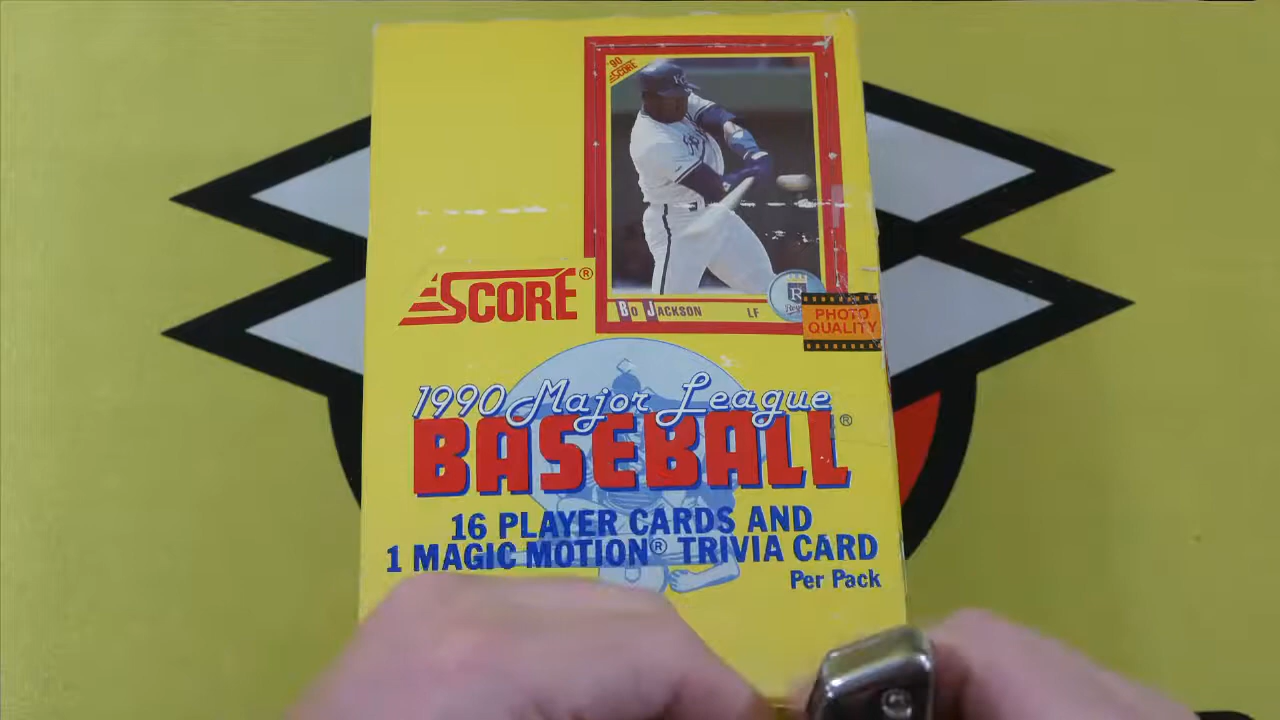 90
SCORE
SCORE®
BO JACKSON LF
R
PHOTO
QUALITY
1990 Major League
BASEBALL®
16 PLAYER CARDS AND
1 MAGIC MOTION® TRIVIA CARD
Per Pack